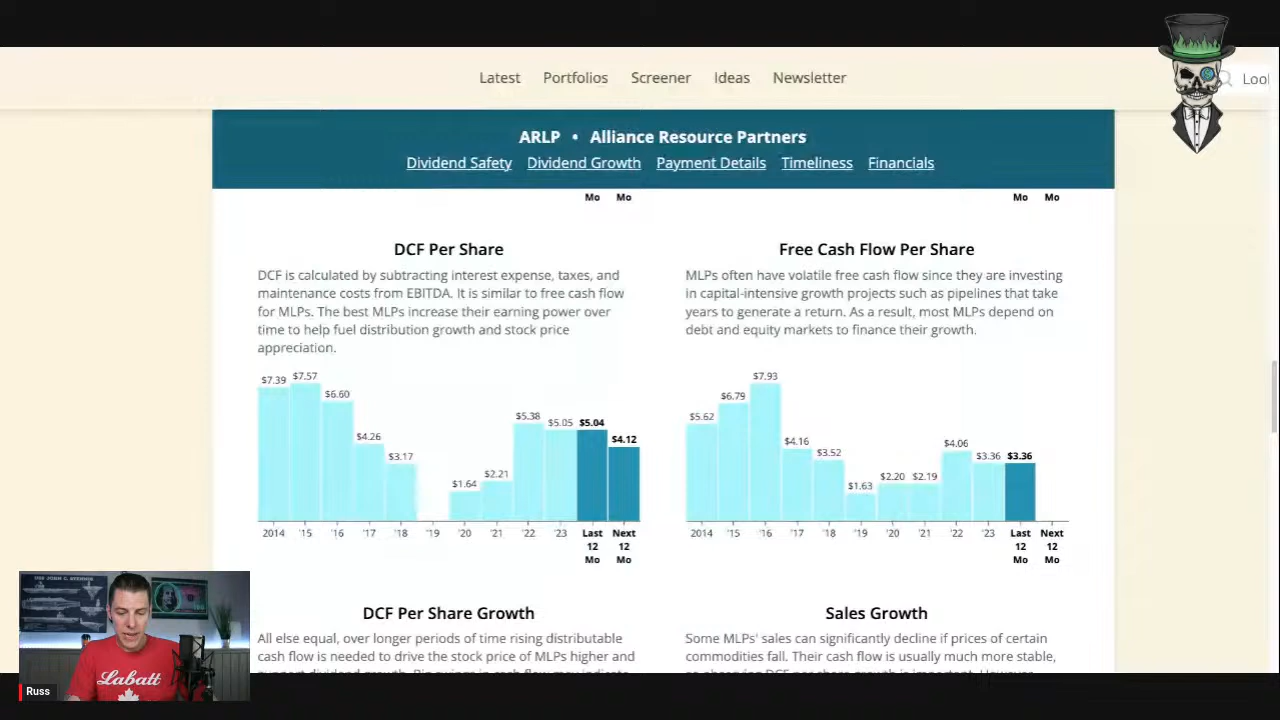 Latest Portfolios Screener Ideas Newsletter
Look
ARLP • Alliance Resource Partners
Dividend Safety Dividend Growth Payment Details Timeliness Financials
Mo Mo
Mo Mo
DCF Per Share
DCF is calculated by subtracting interest expense, taxes, and
maintenance costs from EBITDA. It is similar to free cash flow
for MLPs. The best MLPs increase their earning power over
time to help fuel distribution growth and stock price
appreciation.
$7.39 $7.57 $6.60 $4.26 $3.17 $1.64 $2.21 $5.38 $5.05 $5.04 $4.12
2014 '15 '16 '17 '18 '19 '20 '21 '22 '23 Last Next
12 12
Mo Mo
Free Cash Flow Per Share
MLPs often have volatile free cash flow since they are investing
in capital-intensive growth projects such as pipelines that take
years to generate a return. As a result, most MLPs depend on
debt and equity markets to finance their growth.
$5.62 $6.79 $7.93 $4.16 $3.52 $1.63 $2.20 $2.19 $4.06 $3.36 $3.36
2014 '15 '16 '17 '18 '19 '20 '21 '22 '23 Last Next
12 12
Mo Mo
DCF Per Share Growth
All else equal, over longer periods of time rising distributable
cash flow is needed to drive the stock price of MLPs higher and
Sales Growth
Some MLPs' sales can significantly decline if prices of certain
commodities fall. Their cash flow is usually much more stable,
Labatt
Russ